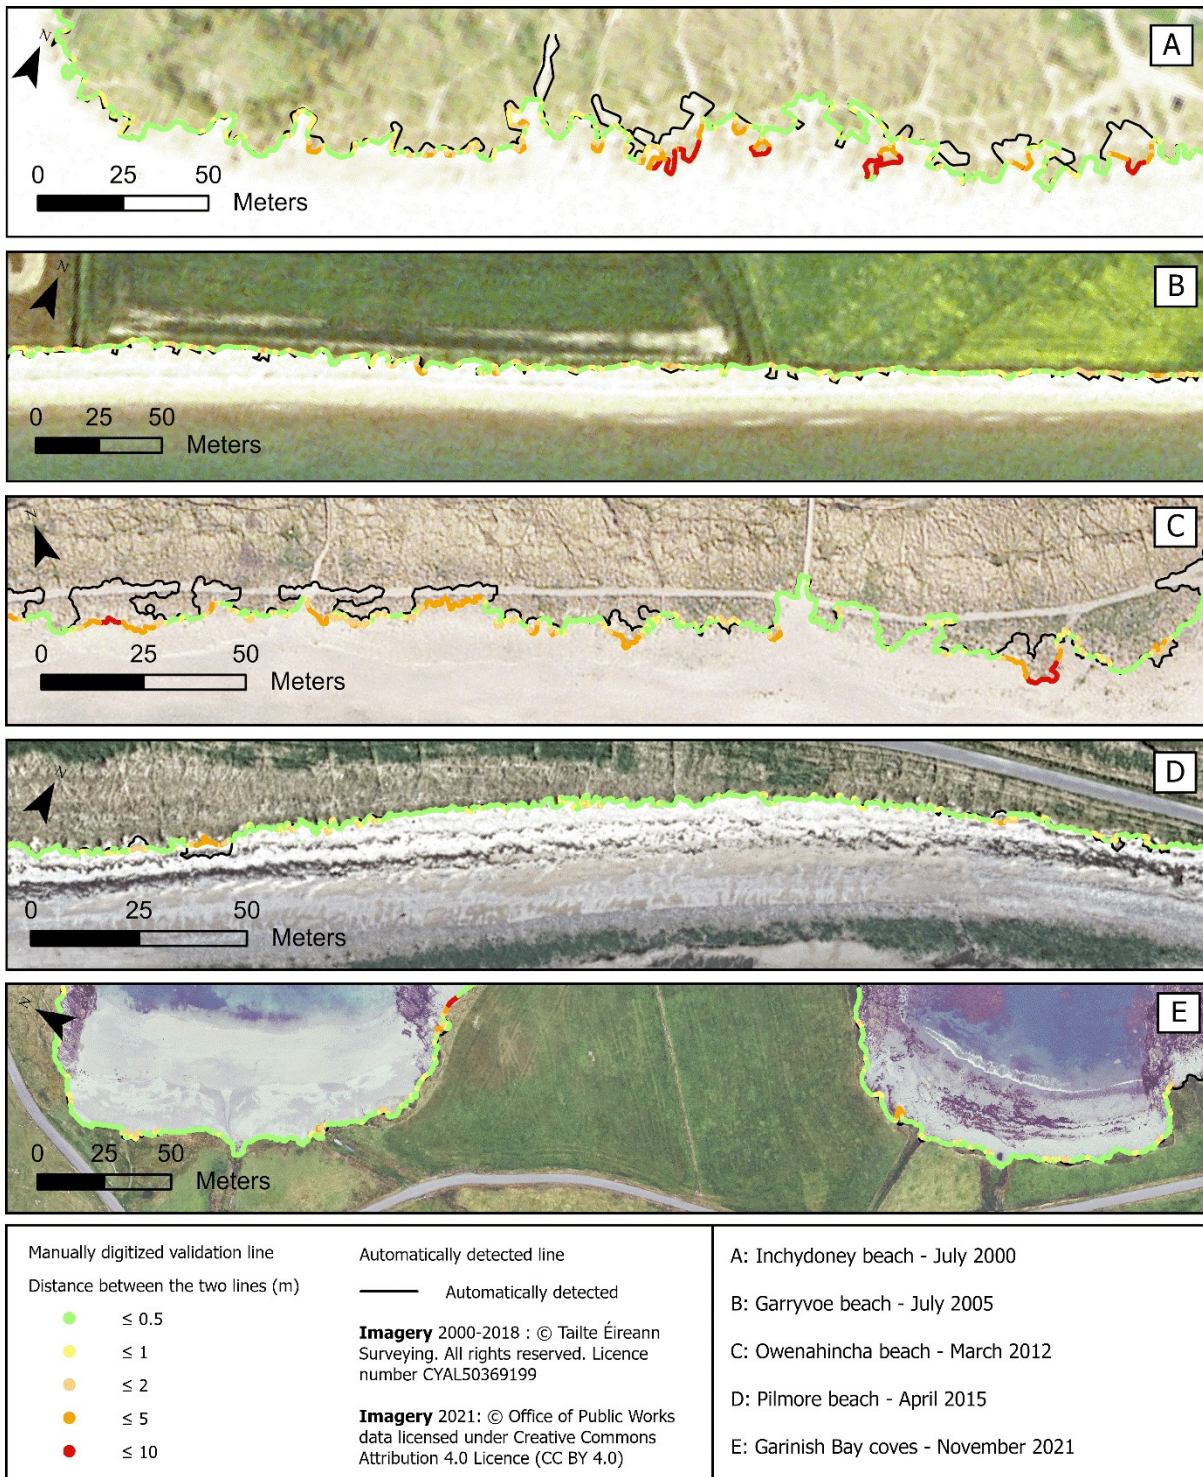 N
A
0 25 50
Meters
N
B
0 25 50
Meters
N
C
0 25 50
Meters
N
D
0 25 50
Meters
N
E
0 25 50
Meters
Manually digitized validation line
Distance between the two lines (m)
≤ 0.5
≤ 1
≤ 2
≤ 5
≤ 10
Automatically detected line
Automatically detected
Imagery 2000-2018 : © Tailte Éireann
Surveying. All rights reserved. Licence
number CYAL50369199
Imagery 2021: © Office of Public Works
data licensed under Creative Commons
Attribution 4.0 Licence (CC BY 4.0)
A: Inchydoney beach - July 2000
B: Garryvoe beach - July 2005
C: Owenahincha beach - March 2012
D: Pilmore beach - April 2015
E: Garinish Bay coves - November 2021